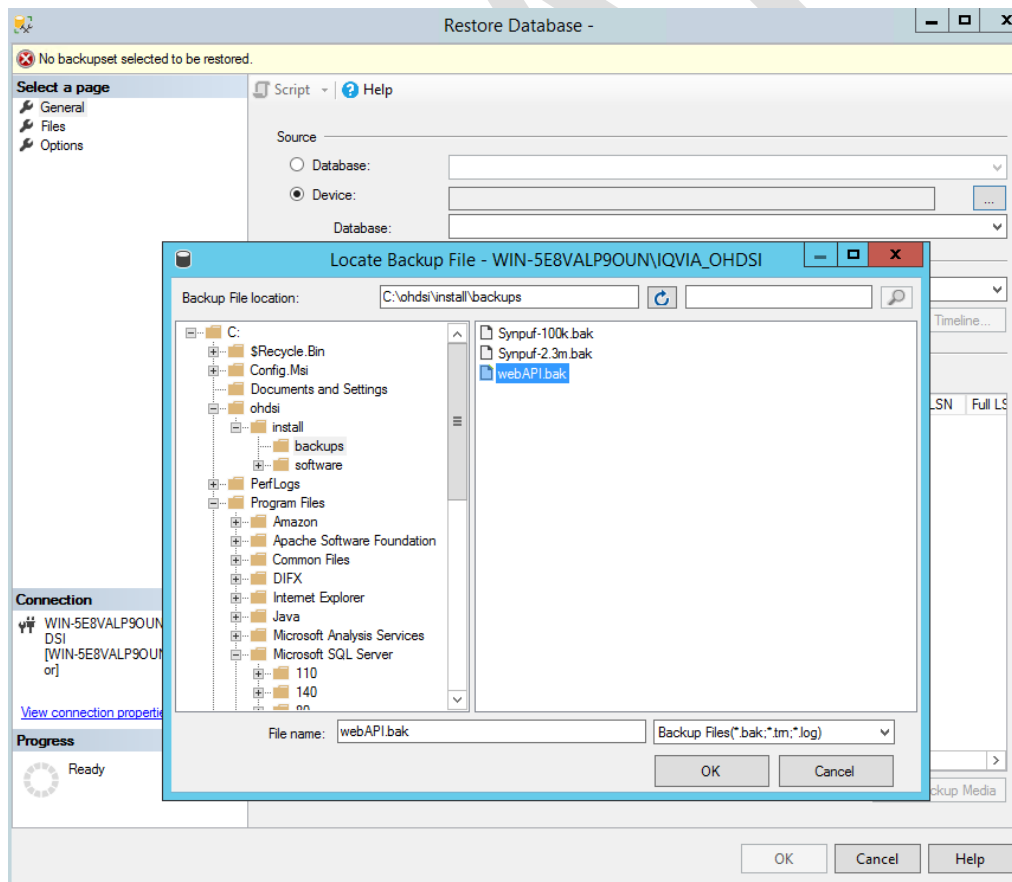 Restore Database -
No backupset selected to be restored.
Select a page
General
Files
Options
Script
Help
Source
Database:
Device:
...
Database:
Timeline...
LSN Full LS
Locate Backup File - WIN-5E8VALP9OUN\IQVIA_OHDSI
Backup File location:
C:\ohdsi\install\backups
C:
$Recycle.Bin
Config.Msi
Documents and Settings
ohdsi
install
backups
software
PerfLogs
Program Files
Amazon
Apache Software Foundation
Common Files
DIFX
Internet Explorer
Java
Microsoft Analysis Services
Microsoft SQL Server
110
140
80
Synpuf-100k.bak
Synpuf-2.3m.bak
webAPI.bak
File name:
webAPI.bak
Backup Files(*.bak;*.trn;*.log)
OK
Cancel
Connection
WIN-5E8VALP9OUN
DSI
[WIN-5E8VALP9OUN
or]
View connection propertie
Progress
Ready
ckup Media
OK
Cancel
Help